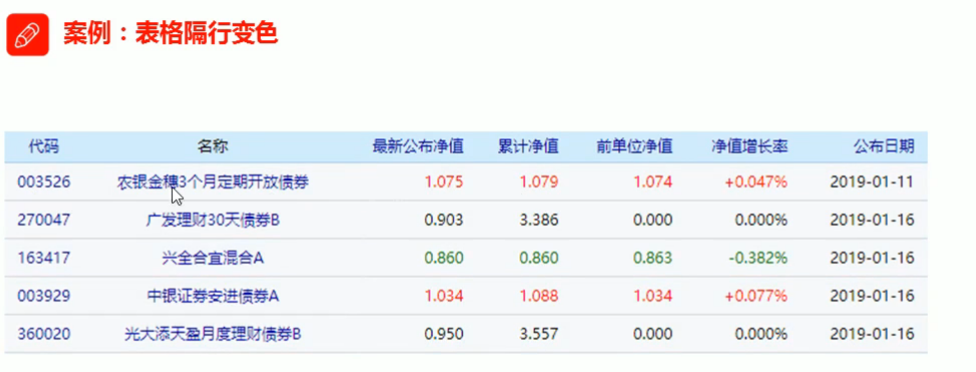 案例：表格隔行变色
代码 名称 最新公布净值 累计净值 前单位净值 净值增长率 公布日期
003526 农银金穗3个月定期开放债券 1.075 1.079 1.074 +0.047% 2019-01-11
270047 广发理财30天债券B 0.903 3.386 0.000 0.000% 2019-01-16
163417 兴全合宜混合A 0.860 0.860 0.863 -0.382% 2019-01-16
003929 中银证券安进债券A 1.034 1.088 1.034 +0.077% 2019-01-16
360020 光大添天盈月度理财债券B 0.950 3.557 0.000 0.000% 2019-01-16